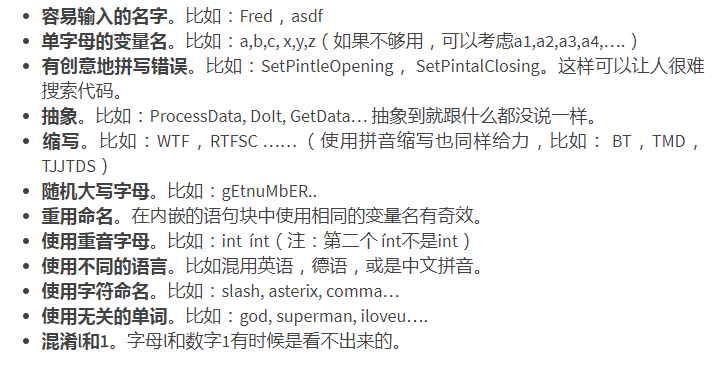 容易输入的名字。比如：Fred，asdf
单字母的变量名。比如：a,b,c, x,y,z（如果不够用，可以考虑a1,a2,a3,a4,….）
有创意地拼写错误。比如：SetPintleOpening， SetPintalClosing。这样可以让人很难
搜索代码。
抽象。比如：ProcessData, DoIt, GetData… 抽象到就跟什么都没说一样。
缩写。比如：WTF，RTFSC ……（使用拼音缩写也同样给力，比如：BT，TMD，
TJJTDS）
随机大写字母。比如：gEtnuMbER..
重用命名。在内嵌的语句块中使用相同的变量名有奇效。
使用重音字母。比如：int ínt（注：第二个 ínt不是int）
使用不同的语言。比如混用英语，德语，或是中文拼音。
使用字符命名。比如：slash, asterix, comma…
使用无关的单词。比如：god, superman, iloveu….
混淆l和1。字母l和数字1有时候是看不出来的。